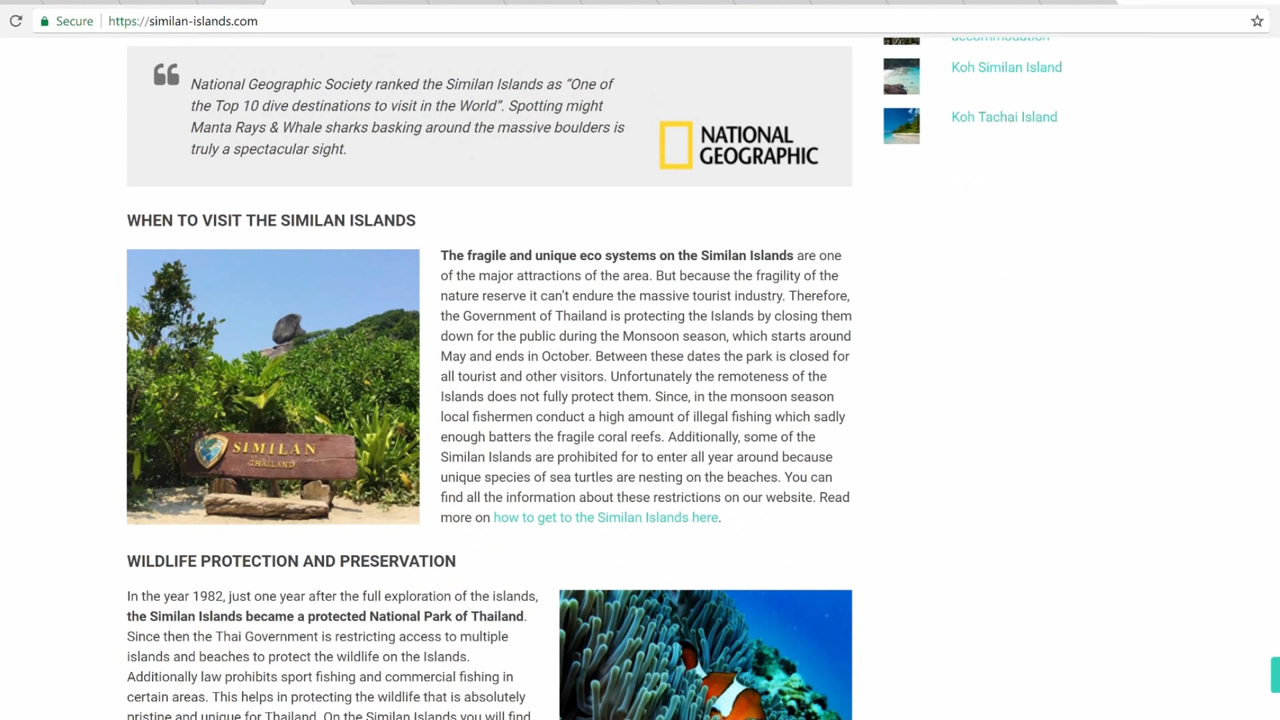 Secure | https://similan-islands.com
accommodation
Koh Similan Island
Koh Tachai Island
National Geographic Society ranked the Similan Islands as “One of
the Top 10 dive destinations to visit in the World”. Spotting might
Manta Rays & Whale sharks basking around the massive boulders is
truly a spectacular sight.
NATIONAL
GEOGRAPHIC
WHEN TO VISIT THE SIMILAN ISLANDS
SIMILAN
THAILAND
The fragile and unique eco systems on the Similan Islands are one
of the major attractions of the area. But because the fragility of the
nature reserve it can’t endure the massive tourist industry. Therefore,
the Government of Thailand is protecting the Islands by closing them
down for the public during the Monsoon season, which starts around
May and ends in October. Between these dates the park is closed for
all tourist and other visitors. Unfortunately the remoteness of the
Islands does not fully protect them. Since, in the monsoon season
local fishermen conduct a high amount of illegal fishing which sadly
enough batters the fragile coral reefs. Additionally, some of the
Similan Islands are prohibited for to enter all year around because
unique species of sea turtles are nesting on the beaches. You can
find all the information about these restrictions on our website. Read
more on how to get to the Similan Islands here.
WILDLIFE PROTECTION AND PRESERVATION
In the year 1982, just one year after the full exploration of the islands,
the Similan Islands became a protected National Park of Thailand.
Since then the Thai Government is restricting access to multiple
islands and beaches to protect the wildlife on the Islands.
Additionally law prohibits sport fishing and commercial fishing in
certain areas. This helps in protecting the wildlife that is absolutely
pristine and unique for Thailand. On the Similan Islands you will find